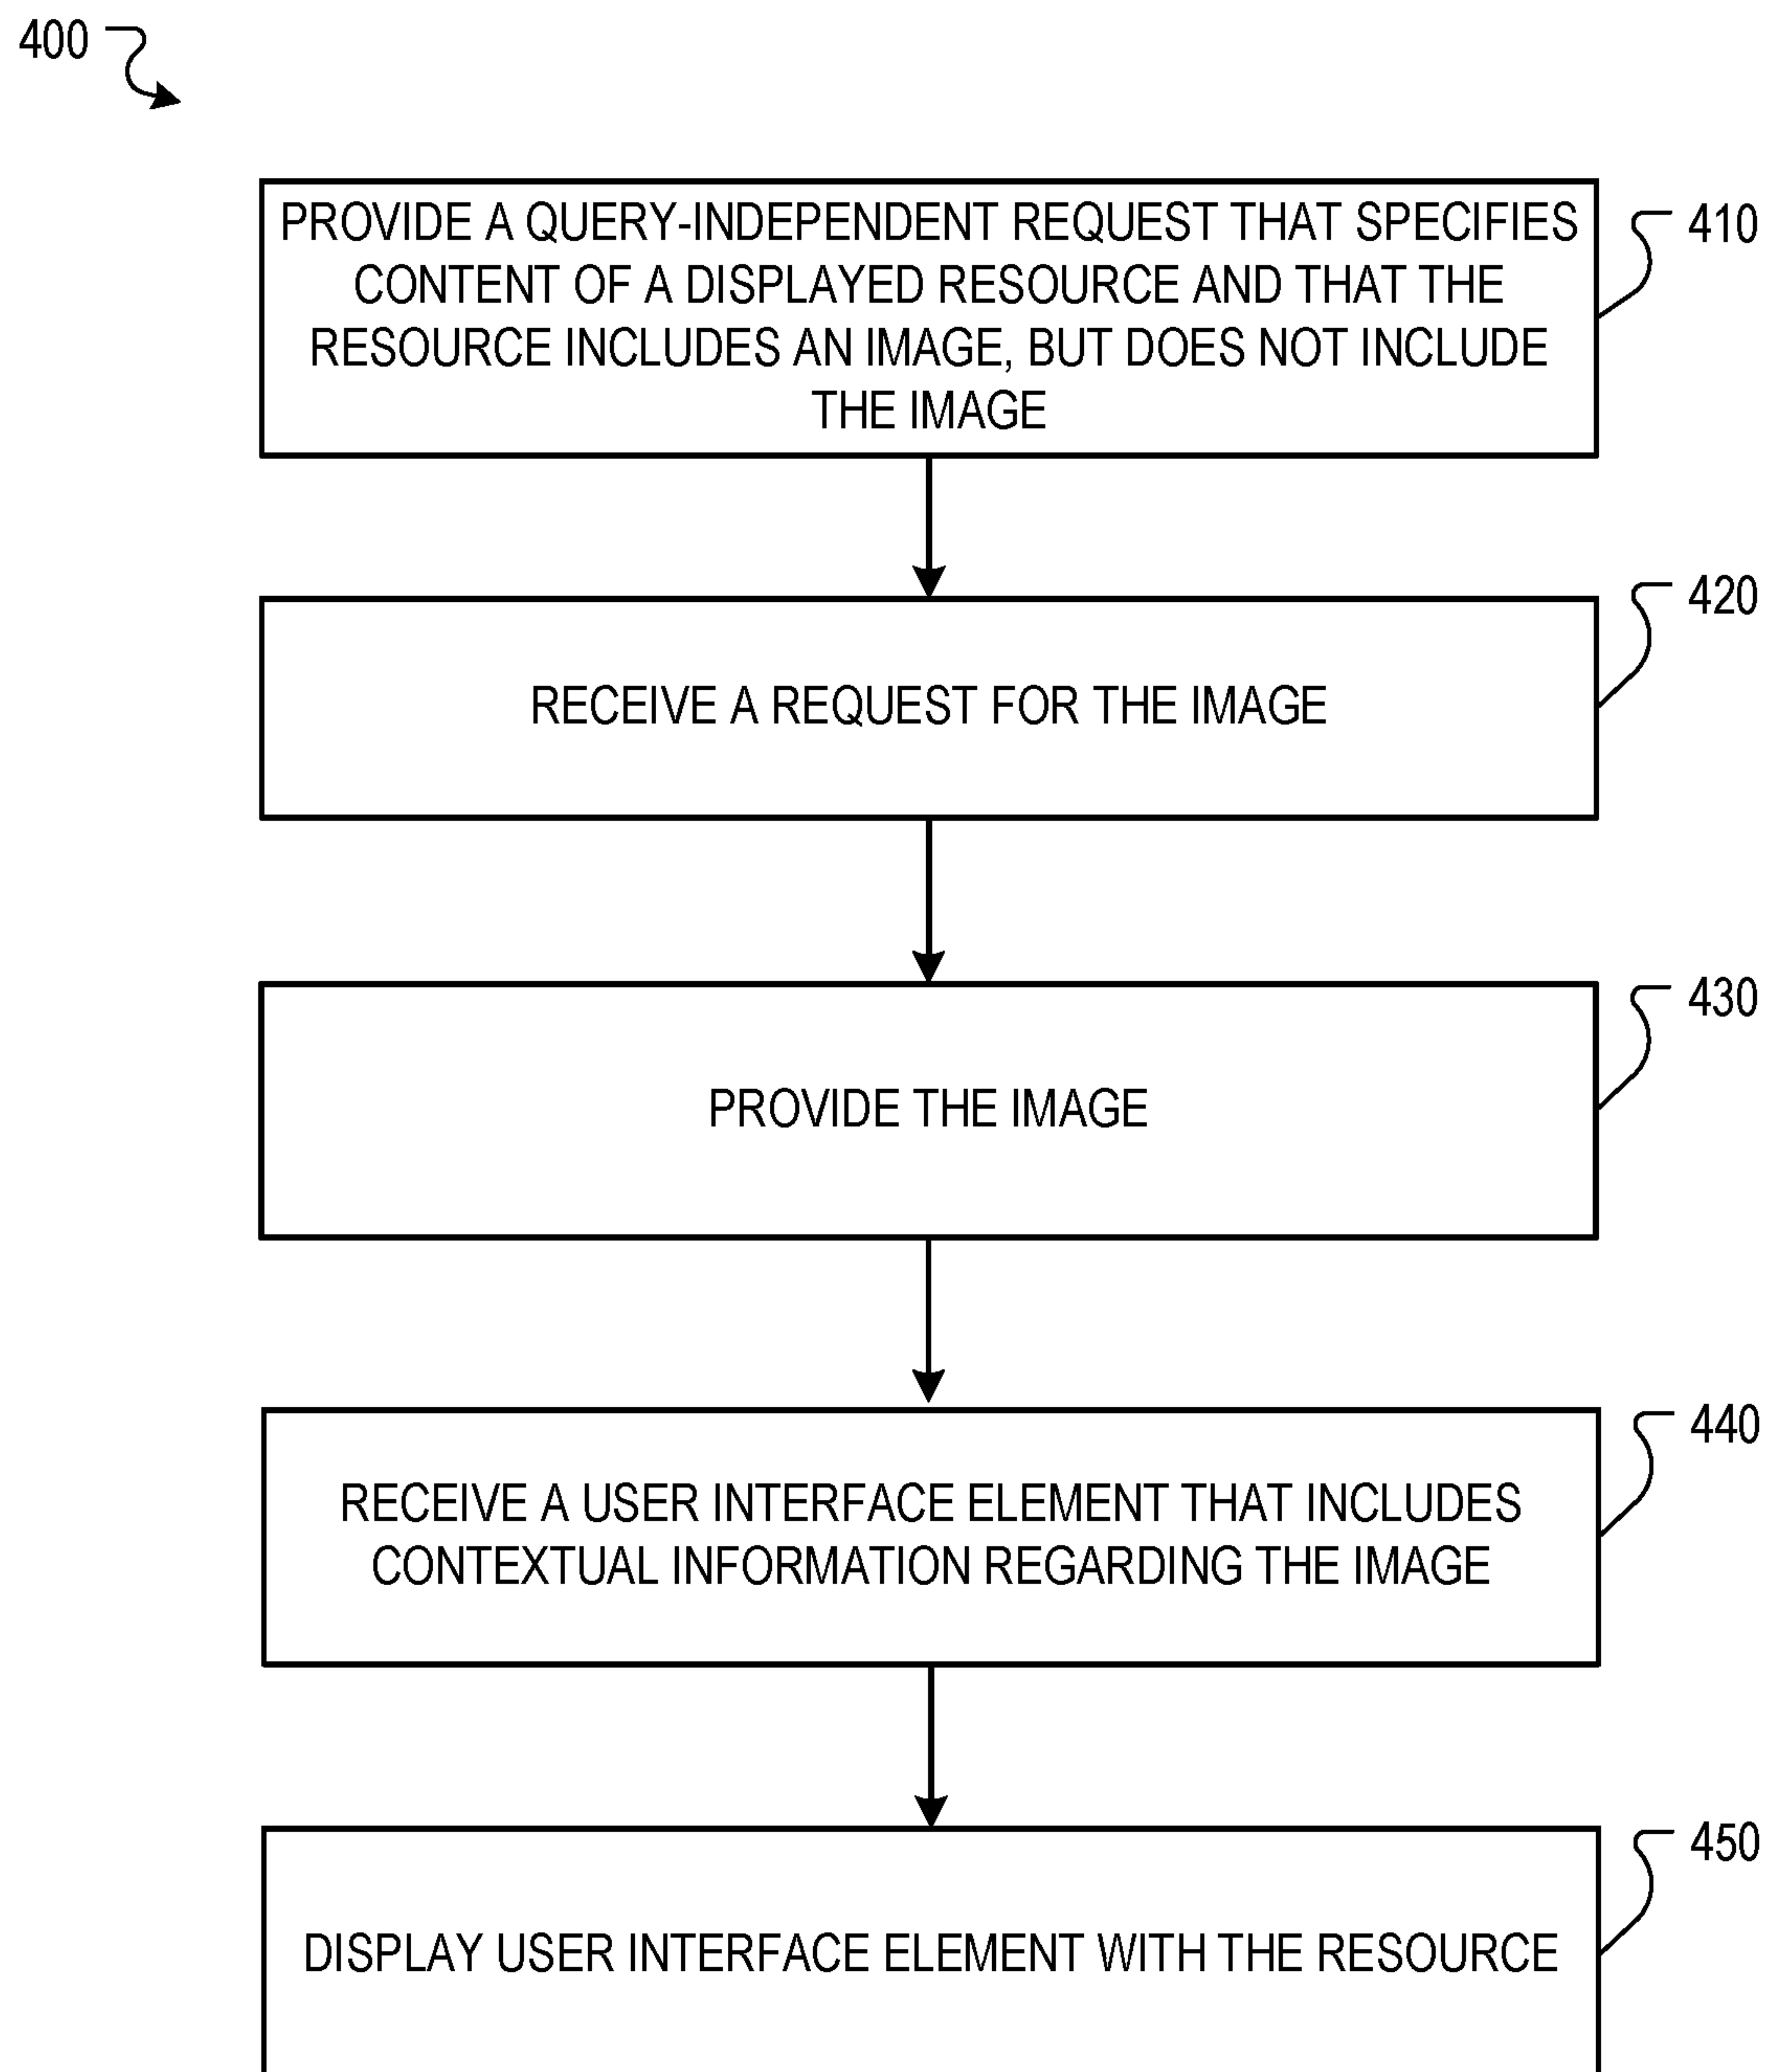 400
PROVIDE A QUERY-INDEPENDENT REQUEST THAT SPECIFIES
CONTENT OF A DISPLAYED RESOURCE AND THAT THE
RESOURCE INCLUDES AN IMAGE, BUT DOES NOT INCLUDE
THE IMAGE
410
RECEIVE A REQUEST FOR THE IMAGE
420
PROVIDE THE IMAGE
430
RECEIVE A USER INTERFACE ELEMENT THAT INCLUDES
CONTEXTUAL INFORMATION REGARDING THE IMAGE
440
DISPLAY USER INTERFACE ELEMENT WITH THE RESOURCE
450